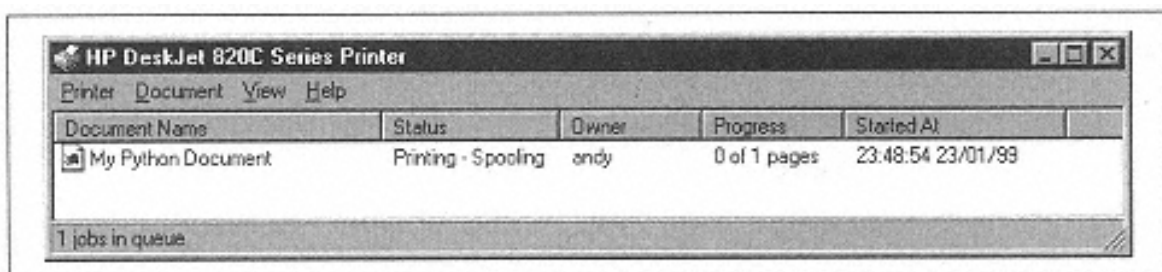 HP DeskJet 820C Series Printer
Printer Document View Help
Document Name Status Owner Progress Started At
My Python Document Printing - Spooling andy 0 of 1 pages 23:48:54 23/01/99
1 jobs in queue